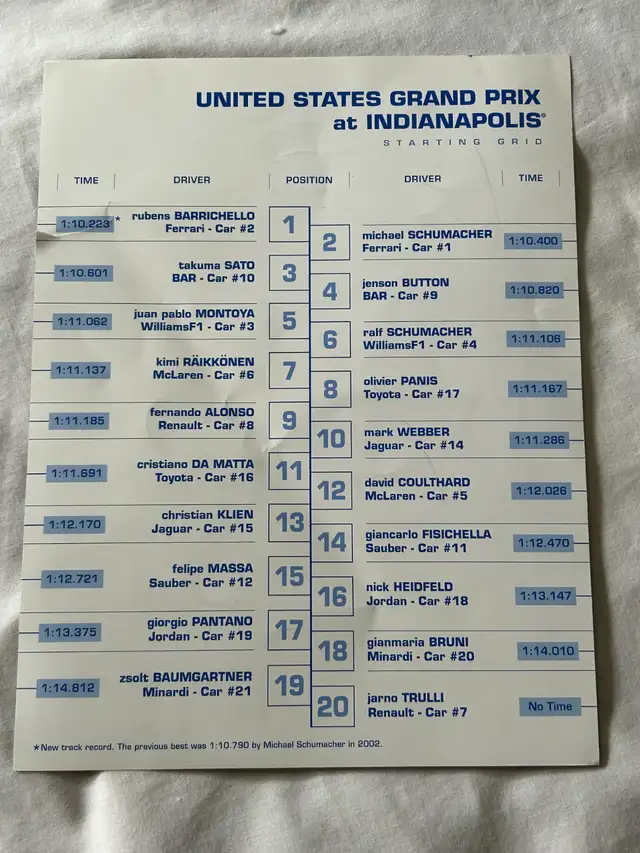 UNITED STATES GRAND PRIX
at INDIANAPOLIS®
STARTING GRID
TIME DRIVER POSITION DRIVER TIME
1:10.223* rubens BARRICHELLO 1
Ferrari - Car #2
2 michael SCHUMACHER 1:10.400
Ferrari - Car #1
1:10.601 takuma SATO 3
BAR - Car #10
4 jenson BUTTON 1:10.820
BAR - Car #9
1:11.062 juan pablo MONTOYA 5
WilliamsF1 - Car #3
6 ralf SCHUMACHER 1:11.106
WilliamsF1 - Car #4
1:11.137 kimi RÄIKKÖNEN 7
McLaren - Car #6
8 olivier PANIS 1:11.167
Toyota - Car #17
1:11.185 fernando ALONSO 9
Renault - Car #8
10 mark WEBBER 1:11.286
Jaguar - Car #14
1:11.691 cristiano DA MATTA 11
Toyota - Car #16
12 david COULTHARD 1:12.026
McLaren - Car #5
1:12.170 christian KLIEN 13
Jaguar - Car #15
14 giancarlo FISICHELLA 1:12.470
Sauber - Car #11
1:12.721 felipe MASSA 15
Sauber - Car #12
16 nick HEIDFELD 1:13.147
Jordan - Car #18
1:13.375 giorgio PANTANO 17
Jordan - Car #19
18 gianmaria BRUNI 1:14.010
Minardi - Car #20
1:14.812 zsolt BAUMGARTNER 19
Minardi - Car #21
20 jarno TRULLI No Time
Renault - Car #7
*New track record. The previous best was 1:10.790 by Michael Schumacher in 2002.